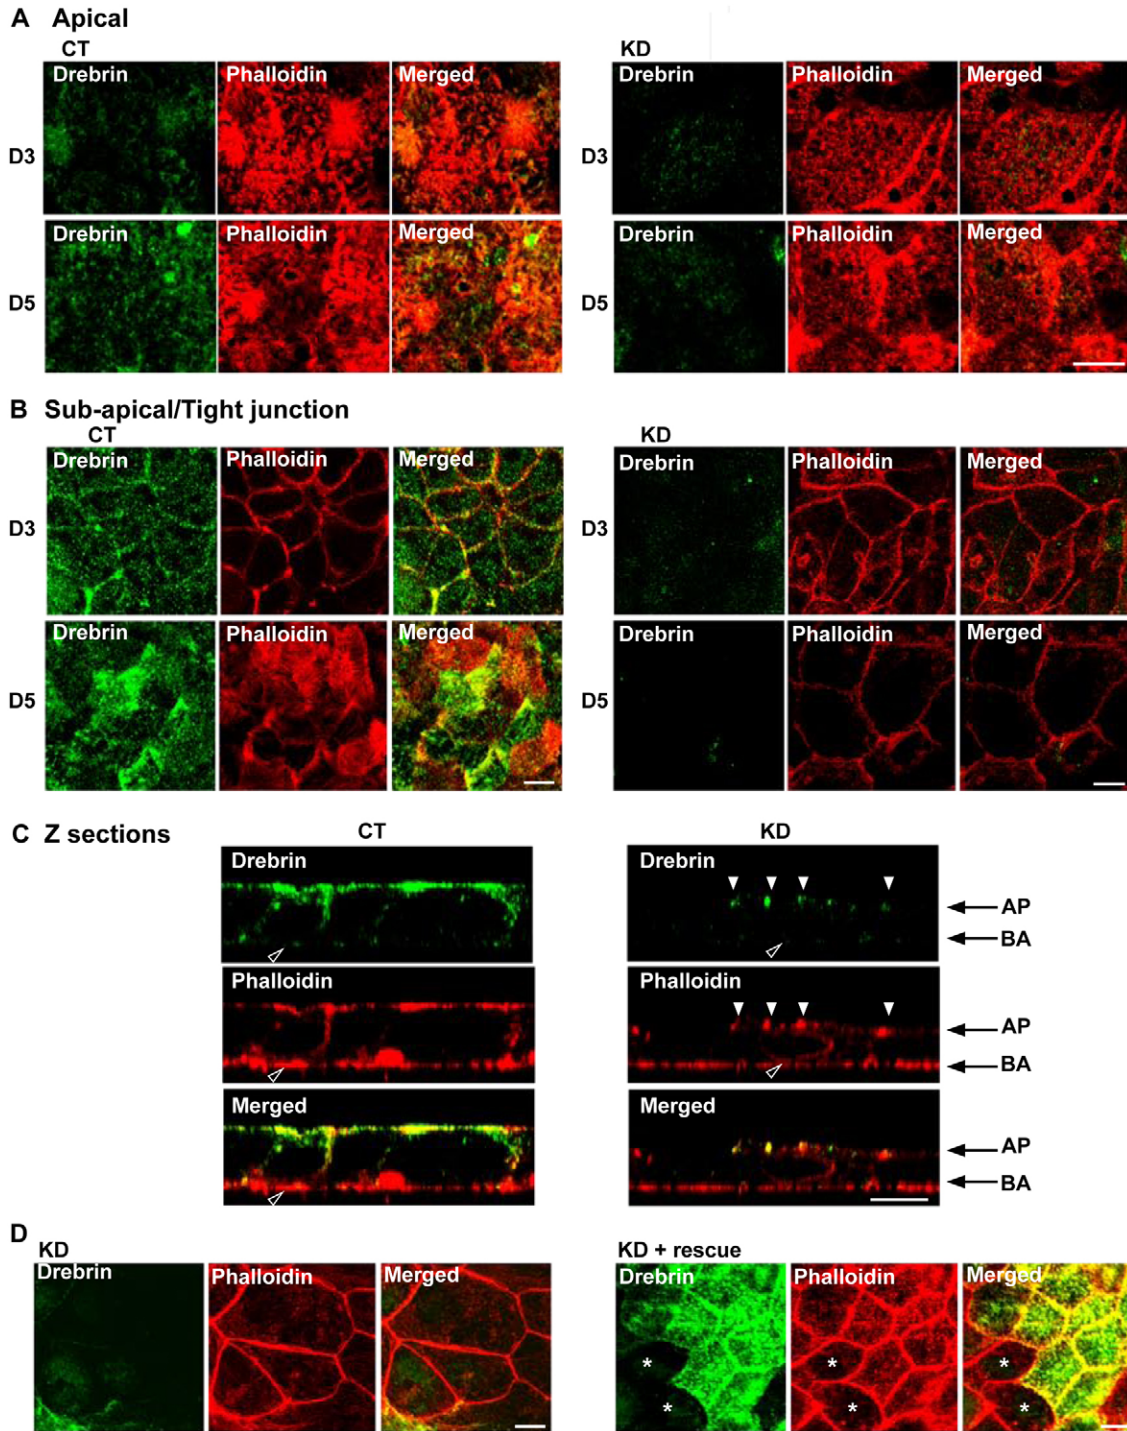 A Apical
CT
KD
Drebrin Phalloidin Merged
Drebrin Phalloidin Merged
D3
D3
Drebrin Phalloidin Merged
Drebrin Phalloidin Merged
D5
D5
B Sub-apical/Tight junction
CT
KD
Drebrin Phalloidin Merged
Drebrin Phalloidin Merged
D3
D3
Drebrin Phalloidin Merged
Drebrin Phalloidin Merged
D5
D5
C Z sections
CT
KD
Drebrin
Drebrin
AP
BA
Phalloidin
Phalloidin
AP
BA
Merged
Merged
AP
BA
D
KD
KD + rescue
Drebrin Phalloidin Merged
Drebrin Phalloidin Merged
* * *
* * *